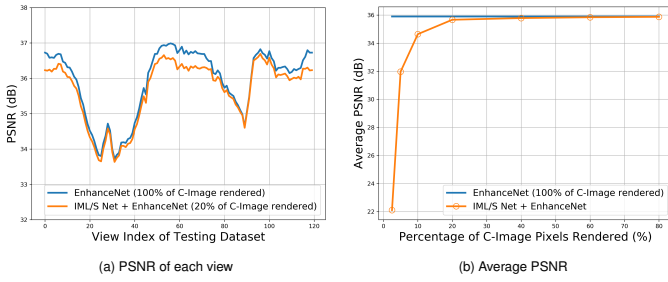 38
37
36
35
34
33
32
PSNR (dB)
EnhanceNet (100% of C-Image rendered)
IML/S Net + EnhanceNet (20% of C-Image rendered)
0 20 40 60 80 100 120
View Index of Testing Dataset
(a) PSNR of each view
36
34
32
30
28
26
24
22
Average PSNR (dB)
EnhanceNet (100% of C-Image rendered)
IML/S Net + EnhanceNet
0 10 20 30 40 50 60 70 80
Percentage of C-Image Pixels Rendered (%)
(b) Average PSNR